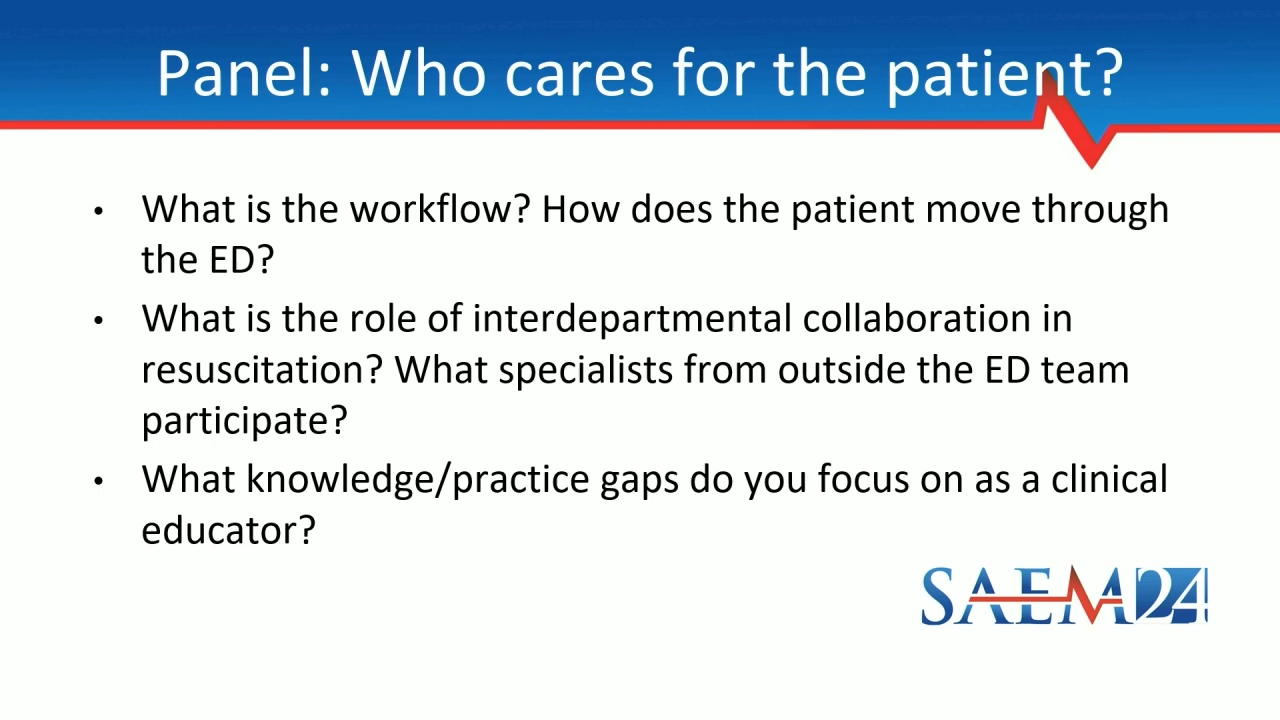 Panel: Who cares for the patient?
• What is the workflow? How does the patient move through
the ED?
• What is the role of interdepartmental collaboration in
resuscitation? What specialists from outside the ED team
participate?
• What knowledge/practice gaps do you focus on as a clinical
educator?
SAEM24